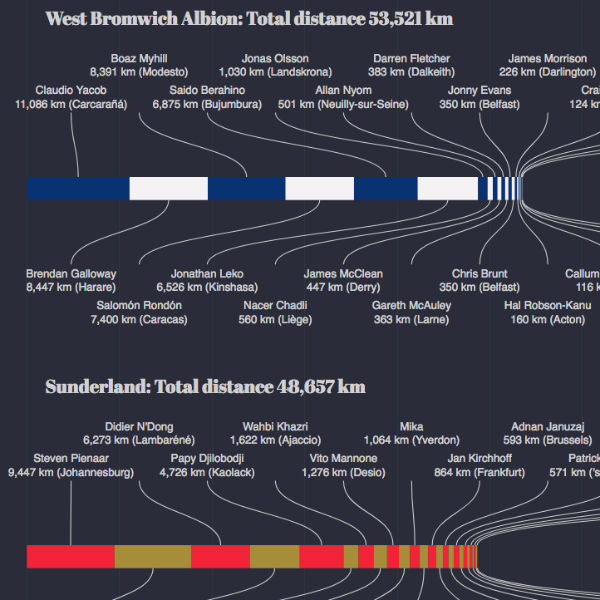 West Bromwich Albion: Total distance 53,521 km
Boaz Myhill
8,391 km (Modesto)
Jonas Olsson
1,030 km (Landskrona)
Darren Fletcher
383 km (Dalkeith)
James Morrison
226 km (Darlington)
Claudio Yacob
11,086 km (Carcarañá)
Saido Berahino
6,875 km (Bujumbura)
Allan Nyom
501 km (Neuilly-sur-Seine)
Jonny Evans
350 km (Belfast)
Crai
124 km
Brendan Galloway
8,447 km (Harare)
Jonathan Leko
6,526 km (Kinshasa)
James McClean
447 km (Derry)
Chris Brunt
350 km (Belfast)
Callum
116 k
Salomón Rondón
7,400 km (Caracas)
Nacer Chadli
560 km (Liège)
Gareth McAuley
363 km (Larne)
Hal Robson-Kanu
160 km (Acton)
Sunderland: Total distance 48,657 km
Didier N'Dong
6,273 km (Lambaréné)
Wahbi Khazri
1,622 km (Ajaccio)
Mika
1,064 km (Yverdon)
Adnan Januzaj
593 km (Brussels)
Steven Pienaar
9,447 km (Johannesburg)
Papy Djilobodji
4,726 km (Kaolack)
Vito Mannone
1,276 km (Desio)
Jan Kirchhoff
864 km (Frankfurt)
Patrick
571 km ('s